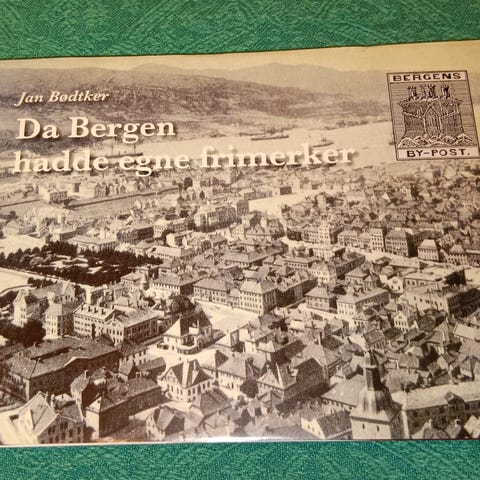 Jan Bødtker
Da Bergen
hadde egne frimerker
BERGENS
BY-POST.